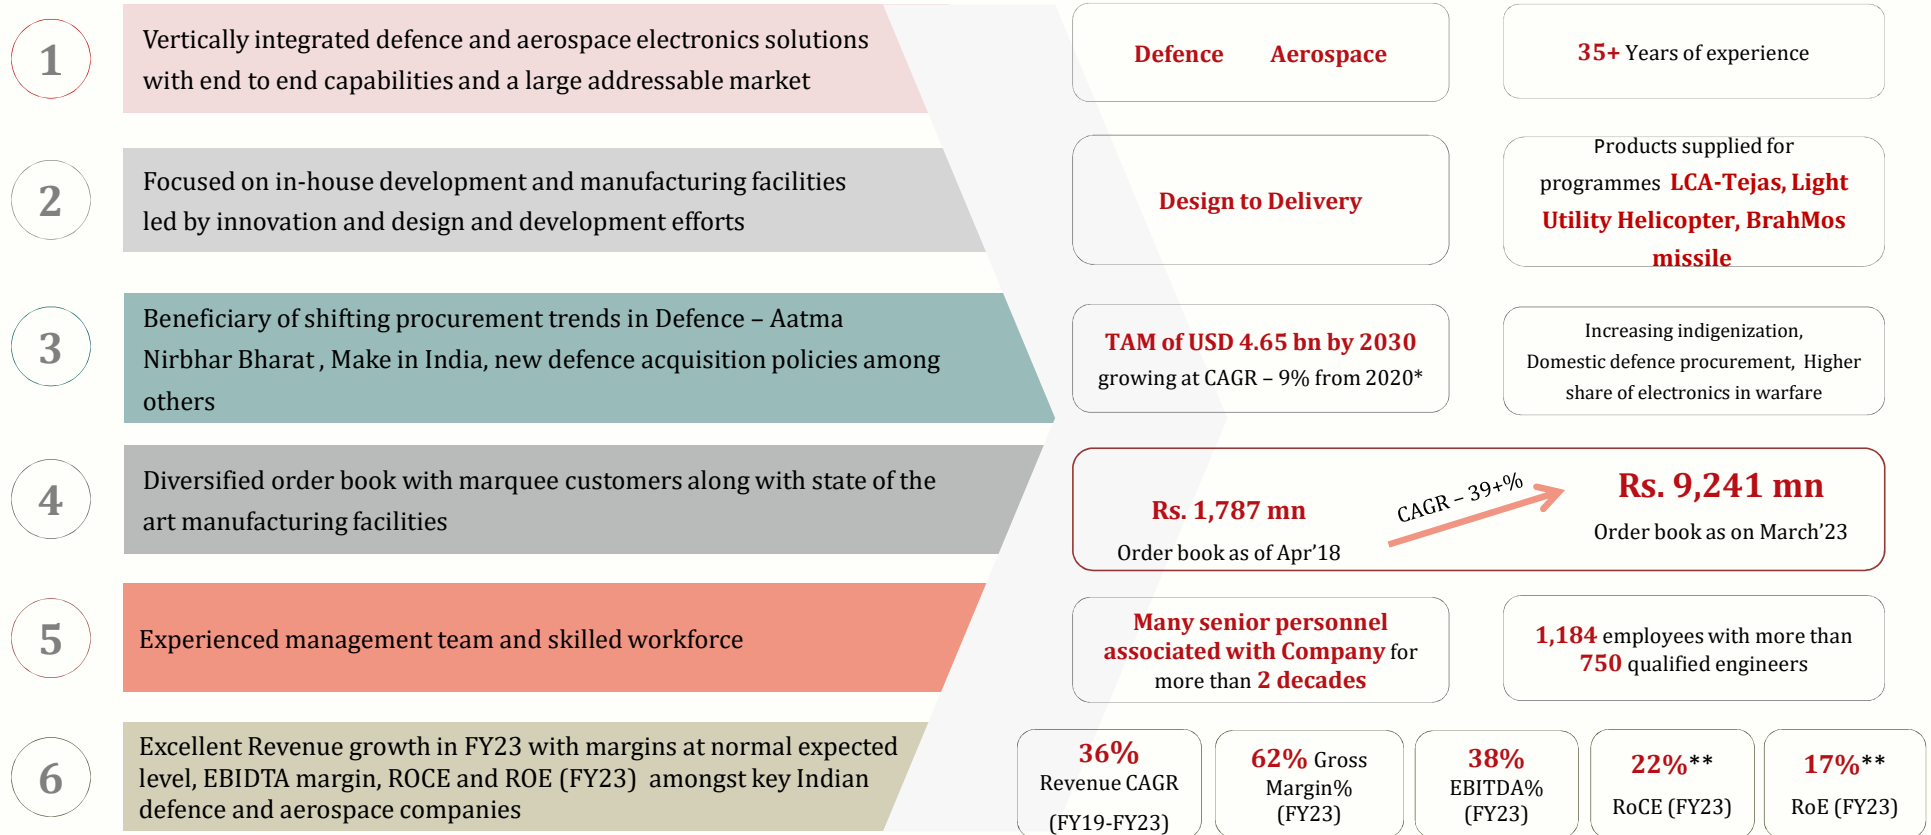 1
Vertically integrated defence and aerospace electronics solutions
with end to end capabilities and a large addressable market
Defence Aerospace
35+ Years of experience
2
Focused on in-house development and manufacturing facilities
led by innovation and design and development efforts
Design to Delivery
Products supplied for
programmes LCA-Tejas, Light
Utility Helicopter, BrahMos
missile
3
Beneficiary of shifting procurement trends in Defence – Aatma
Nirbhar Bharat , Make in India, new defence acquisition policies among
others
TAM of USD 4.65 bn by 2030
growing at CAGR – 9% from 2020*
Increasing indigenization,
Domestic defence procurement, Higher
share of electronics in warfare
4
Diversified order book with marquee customers along with state of the
art manufacturing facilities
Rs. 1,787 mn
Order book as of Apr’18
CAGR – 39+%
Rs. 9,241 mn
Order book as on March’23
5
Experienced management team and skilled workforce
Many senior personnel
associated with Company for
more than 2 decades
1,184 employees with more than
750 qualified engineers
6
Excellent Revenue growth in FY23 with margins at normal expected
level, EBIDTA margin, ROCE and ROE (FY23) amongst key Indian
defence and aerospace companies
36%
Revenue CAGR
(FY19-FY23)
62% Gross
Margin%
(FY23)
38%
EBITDA%
(FY23)
22%**
RoCE (FY23)
17%**
RoE (FY23)